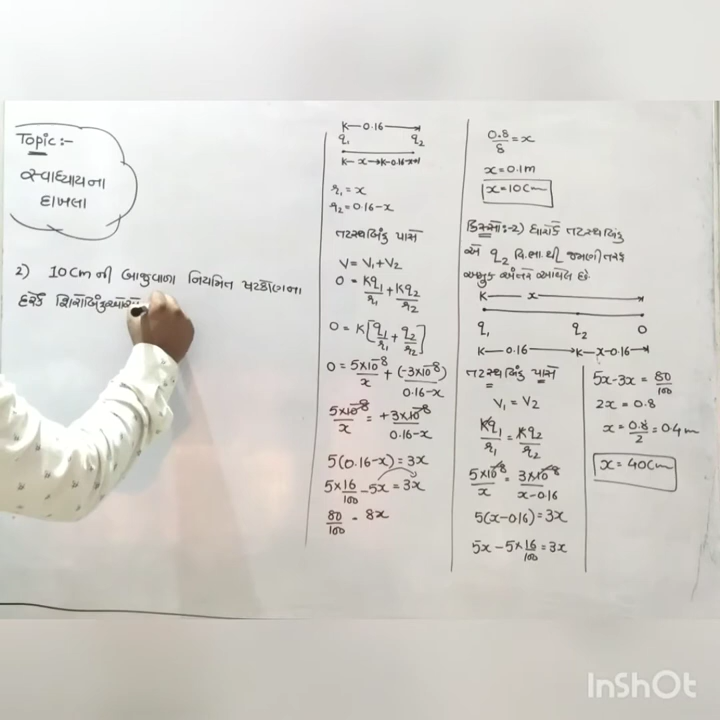 Topic:-
સ્વાધ્યાયના
દાખલા
2) 10cm ની બાજુવાળા નિયમિત ષટકોણના
દરેક શિરોબિંદુઓએ
K—0.16→
q₁ q₂
K—x→K-0.16-x→
r₁ = x
r₂ = 0.16-x
તટસ્થબિંદુ પાસે
V = V₁+V₂
0 = Kq₁/r₁ + Kq₂/r₂
0 = K[q₁/r₁ + q₂/r₂]
0 = 5×10⁻⁸/x + (-3×10⁻⁸)/0.16-x
5×10⁻⁸/x = +3×10⁻⁸/0.16-x
5(0.16-x) = 3x
5×16/100 - 5x = 3x
80/100 - 8x
0.8/8 = x
x = 0.1m
x = 10cm
કિસ્સો:-2) ધારોકે તટસ્થબિંદુ
એ q₂ વિ.ભા.થી જમણી તરફ
અમુક અંતરે આવેલ છે.
K— x →
q₁ q₂ 0
K—0.16→K-x-0.16→
તટસ્થબિંદુ પાસે
V₁ = V₂
Kq₁/r₁ = Kq₂/r₂
5×10⁻⁸/x = 3×10⁻⁸/x-0.16
5(x-0.16) = 3x
5x - 5×16/100 = 3x
5x-3x = 80/100
2x = 0.8
x = 0.8/2 = 0.4m
x = 40cm
InShOt